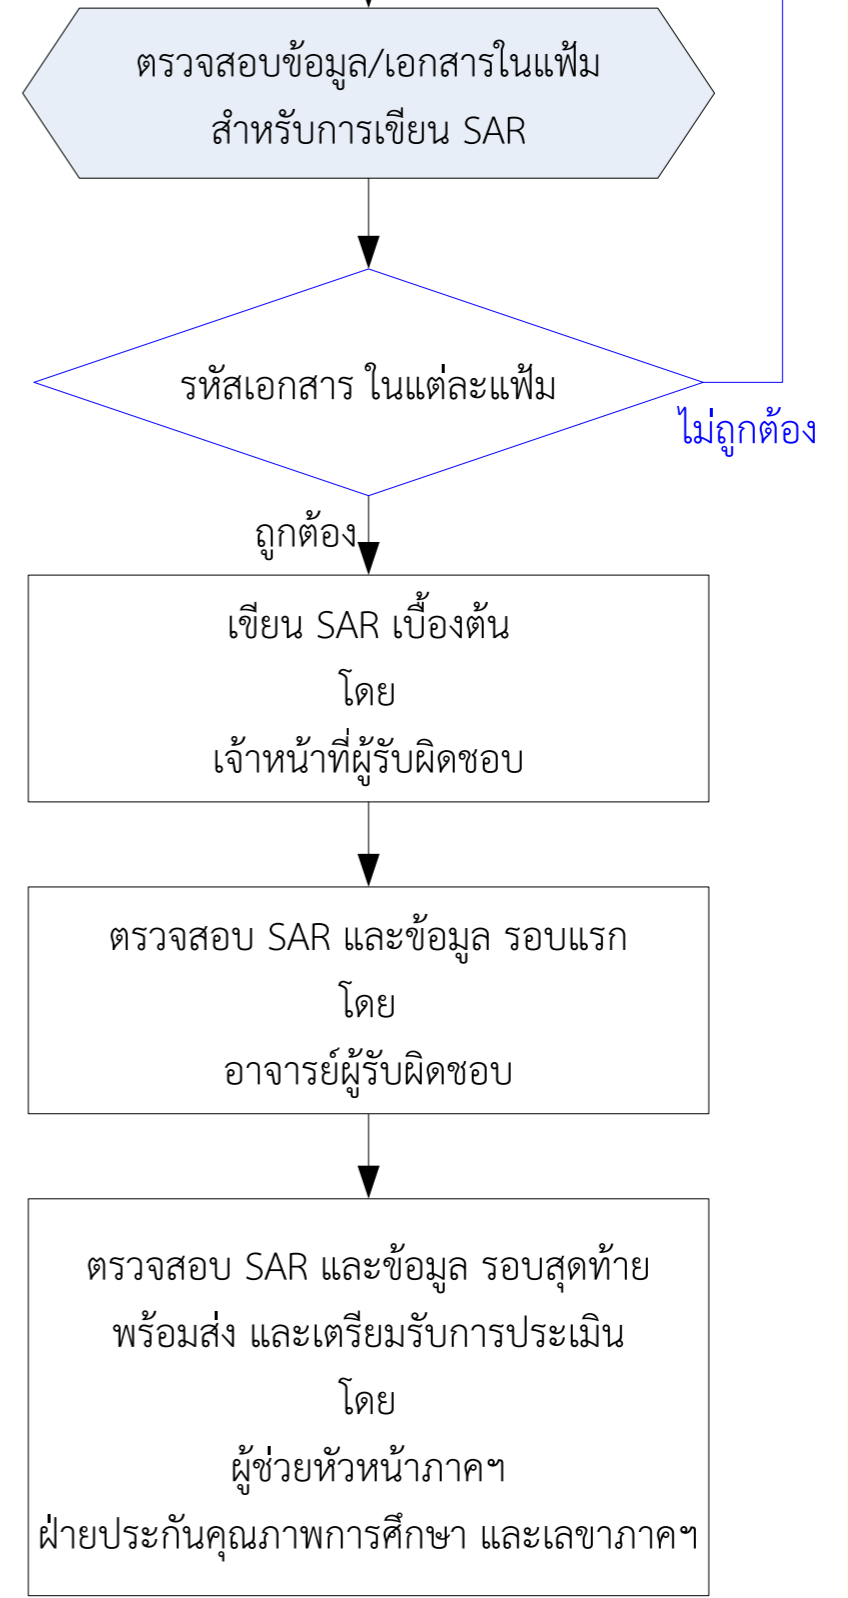 ตรวจสอบข้อมูล/เอกสารในแฟ้ม
สำหรับการเขียน SAR
รหัสเอกสาร ในแต่ละแฟ้ม
ไม่ถูกต้อง
ถูกต้อง
เขียน SAR เบื้องต้น
โดย
เจ้าหน้าที่ผู้รับผิดชอบ
ตรวจสอบ SAR และข้อมูล รอบแรก
โดย
อาจารย์ผู้รับผิดชอบ
ตรวจสอบ SAR และข้อมูล รอบสุดท้าย
พร้อมส่ง และเตรียมรับการประเมิน
โดย
ผู้ช่วยหัวหน้าภาคฯ
ฝ่ายประกันคุณภาพการศึกษา และเลขาภาคฯ